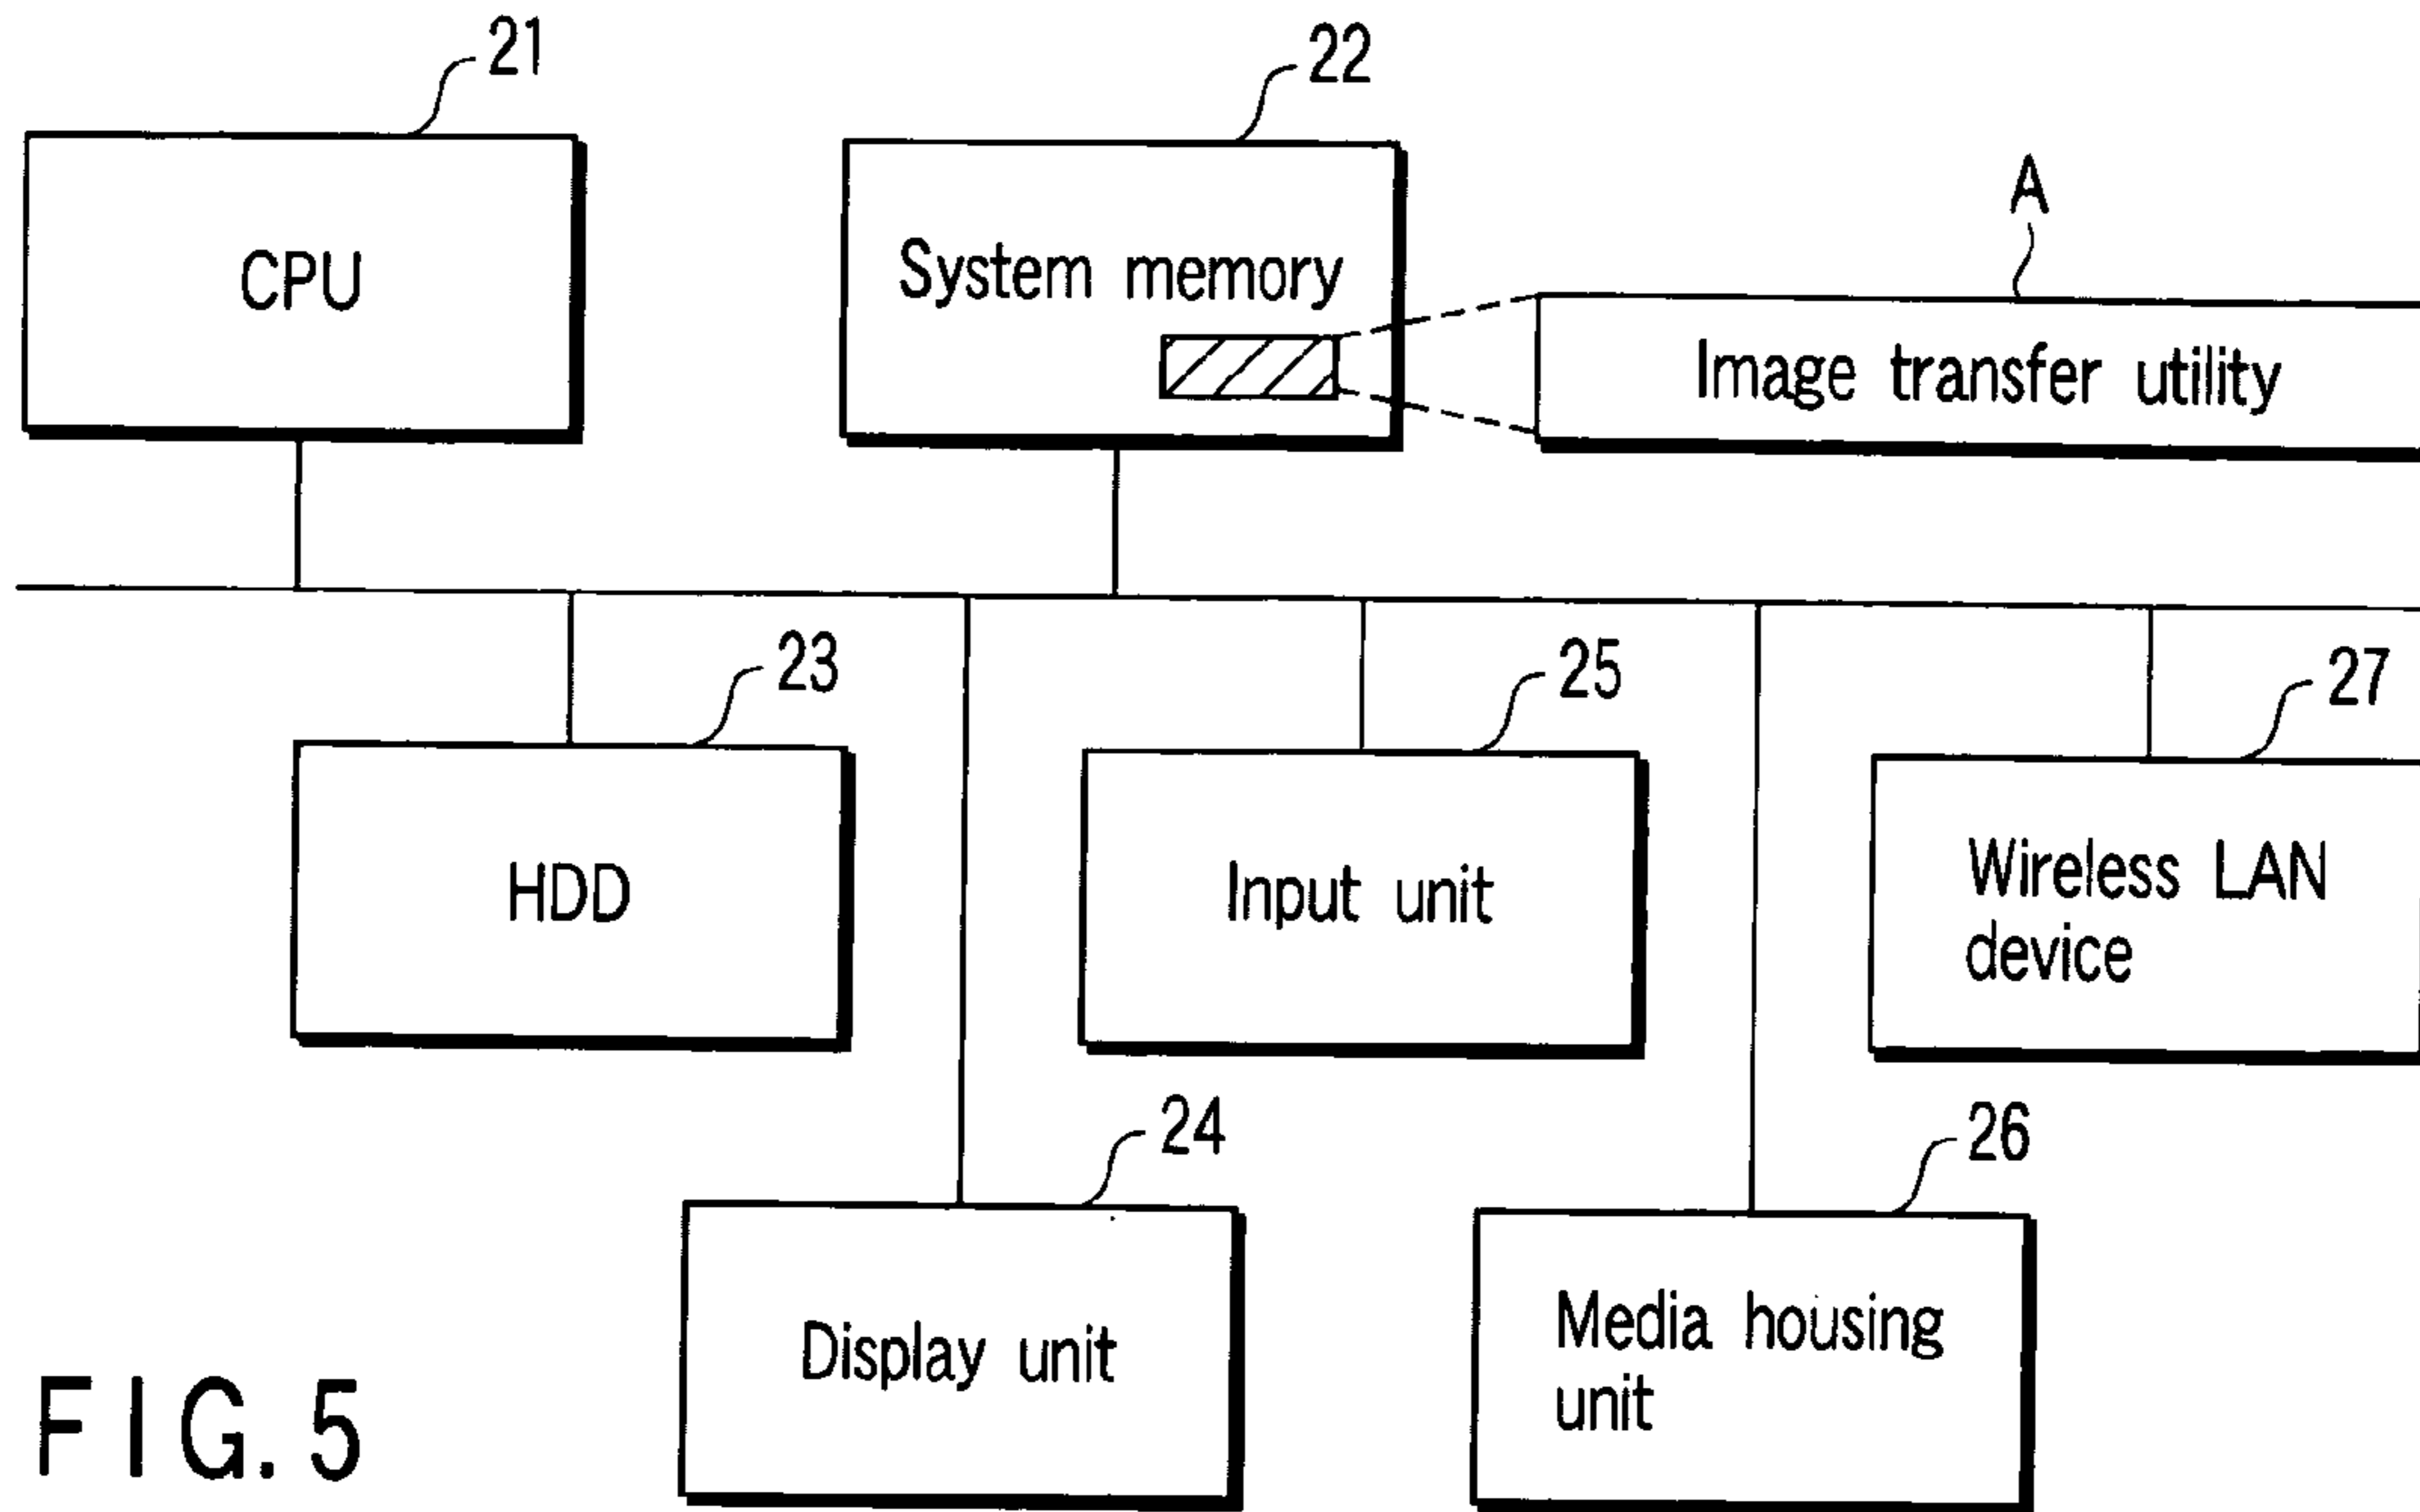 21
22
CPU
System memory
A
Image transfer utility
23
25
27
HDD
Input unit
Wireless LAN
device
24
26
Display unit
Media housing
unit
FIG. 5